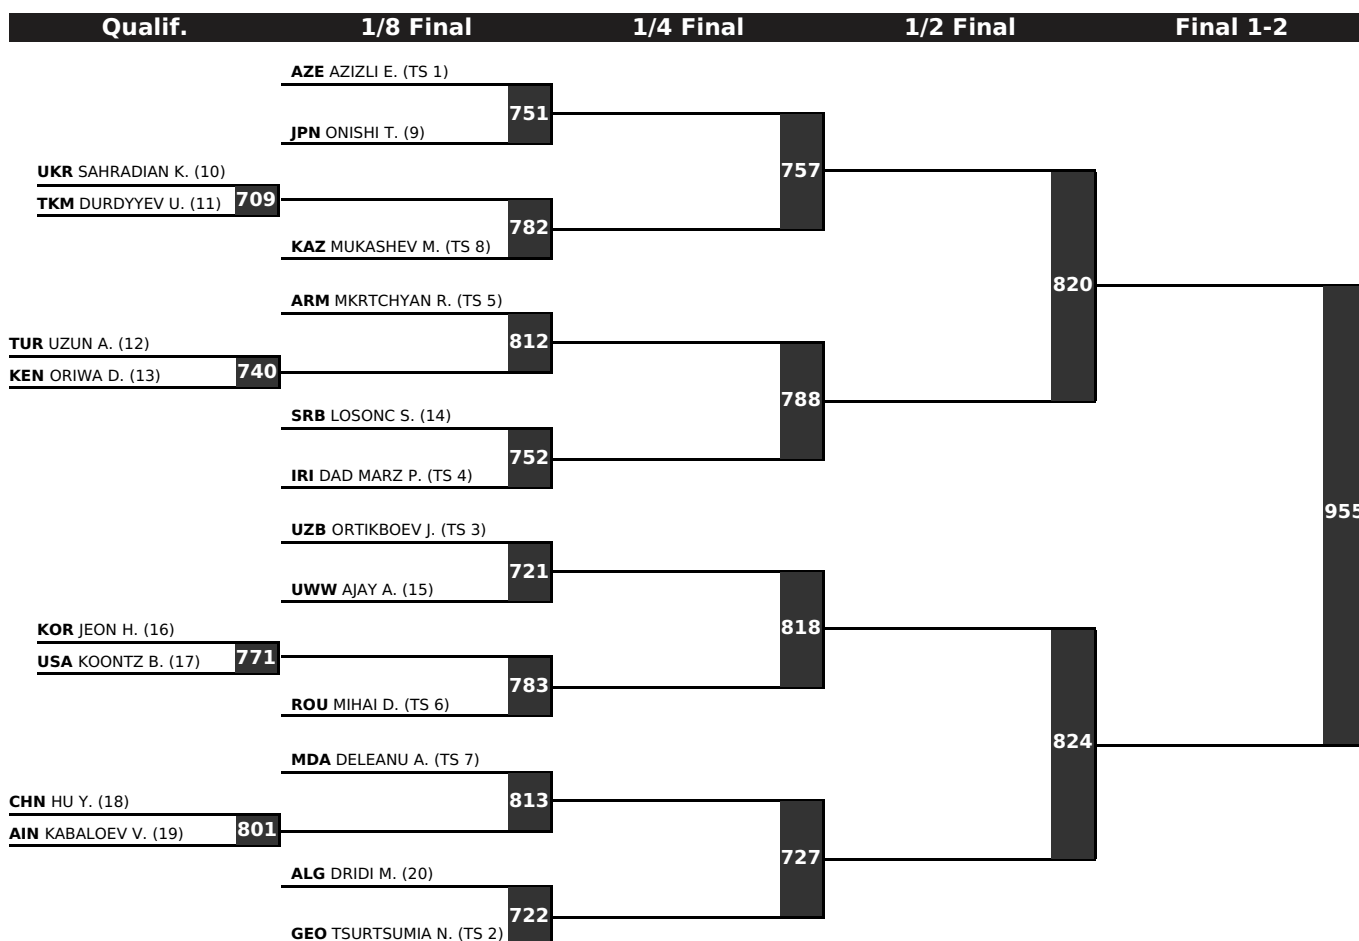 Qualif. 1/8 Final 1/4 Final 1/2 Final Final 1-2
AZE AZIZLI E. (TS 1)
751
JPN ONISHI T. (9)
757
UKR SAHRADIAN K. (10)
TKM DURDYYEV U. (11) 709
782
KAZ MUKASHEV M. (TS 8)
820
ARM MKRTCHYAN R. (TS 5)
TUR UZUN A. (12)
812
KEN ORIWA D. (13) 740
788
SRB LOSONC S. (14)
752
IRI DAD MARZ P. (TS 4)
955
UZB ORTIKBOEV J. (TS 3)
721
UWW AJAY A. (15)
818
KOR JEON H. (16)
USA KOONTZ B. (17) 771
783
ROU MIHAI D. (TS 6)
824
MDA DELEANU A. (TS 7)
CHN HU Y. (18)
813
AIN KABALOEV V. (19) 801
727
ALG DRIDI M. (20)
722
GEO TSURTSUMIA N. (TS 2)